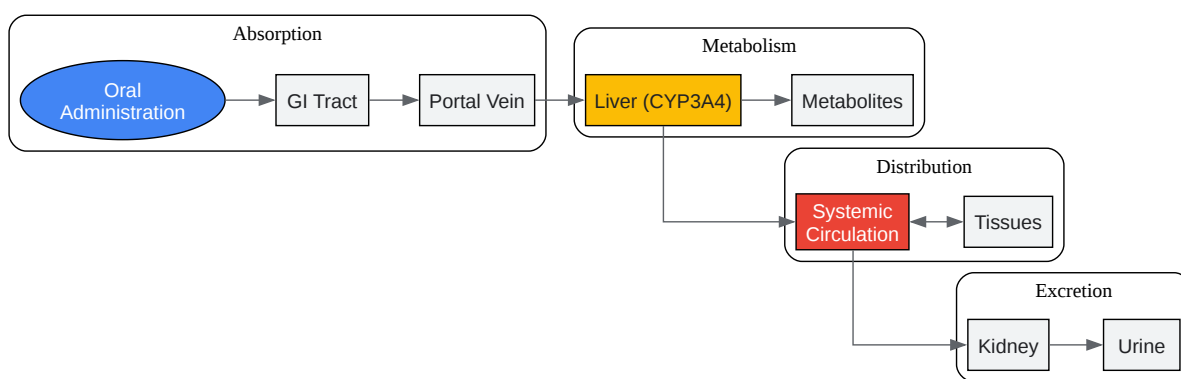 Absorption
Oral
Administration
GI Tract
Portal Vein
Metabolism
Liver (CYP3A4)
Metabolites
Distribution
Systemic
Circulation
Tissues
Excretion
Kidney
Urine